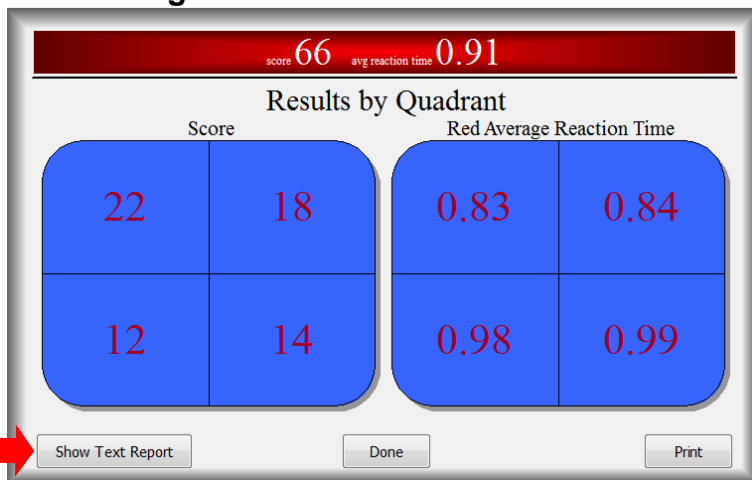 score 66 avg reaction time 0.91
Results by Quadrant
Score Red Average Reaction Time
22 18 0.83 0.84
12 14 0.98 0.99
Show Text Report Done Print